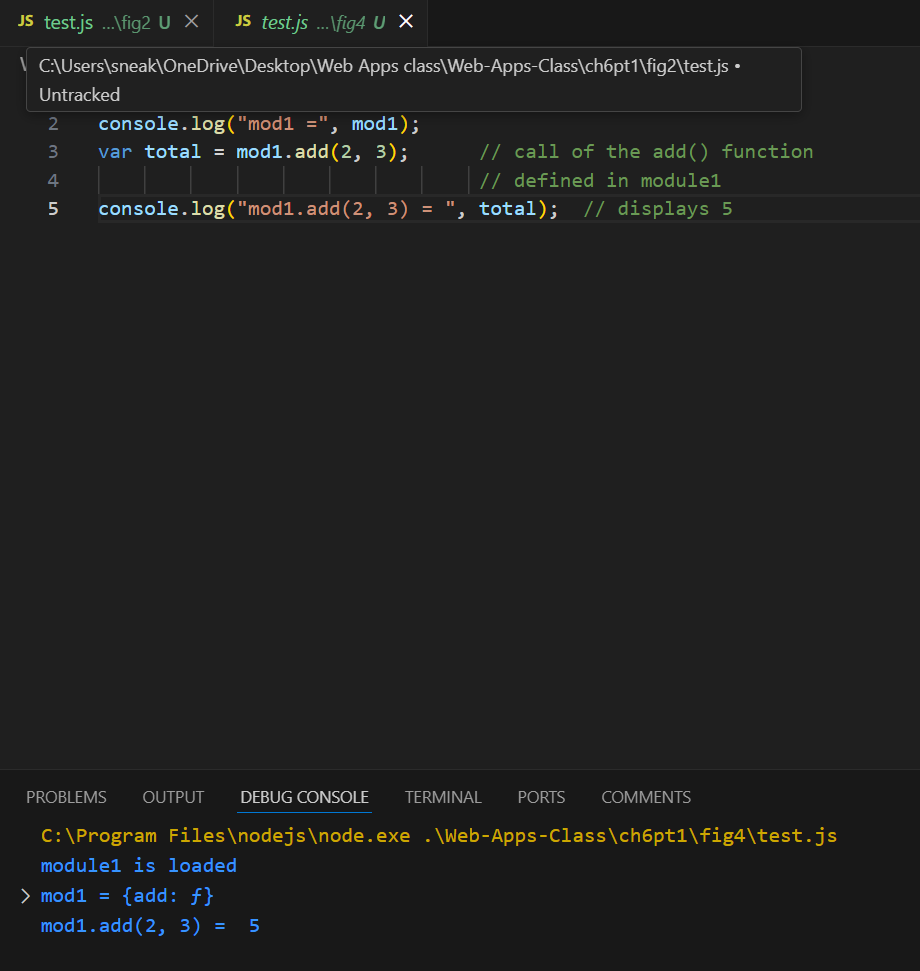 JS test.js ...\fig2 U
JS test.js ...\fig4 U
C:\Users\sneak\OneDrive\Desktop\Web Apps class\Web-Apps-Class\ch6pt1\fig2\test.js •
Untracked
2 console.log("mod1 =", mod1);
3 var total = mod1.add(2, 3); // call of the add() function
4 // defined in module1
5 console.log("mod1.add(2, 3) = ", total); // displays 5
PROBLEMS OUTPUT DEBUG CONSOLE TERMINAL PORTS COMMENTS
C:\Program Files\nodejs\node.exe .\Web-Apps-Class\ch6pt1\fig4\test.js
module1 is loaded
mod1 = {add: ƒ}
mod1.add(2, 3) =  5